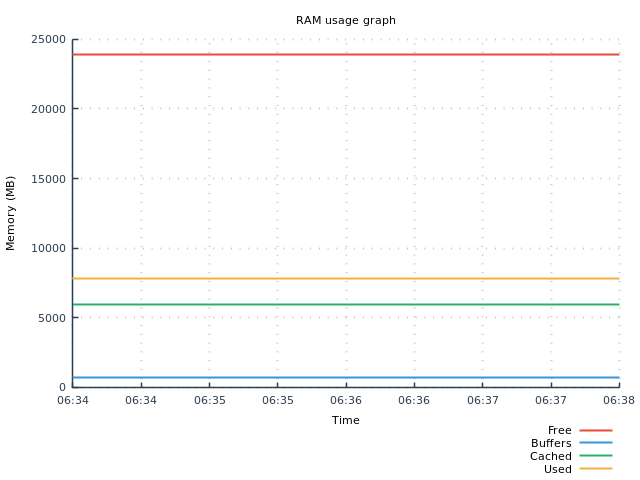 RAM usage graph
25000
20000
15000
10000
5000
0
Memory (MB)
06:34 06:34 06:35 06:35 06:36 06:36 06:37 06:37 06:38
Time
Free
Buffers
Cached
Used